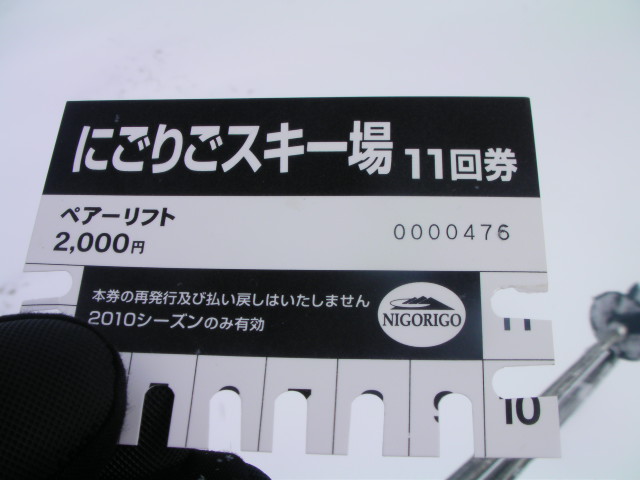 にごりごスキー場 11回券
ペアーリフト
2,000円
0000476
本券の再発行及び払い戻しはいたしません
2010シーズンのみ有効
NIGORIGO
11
10